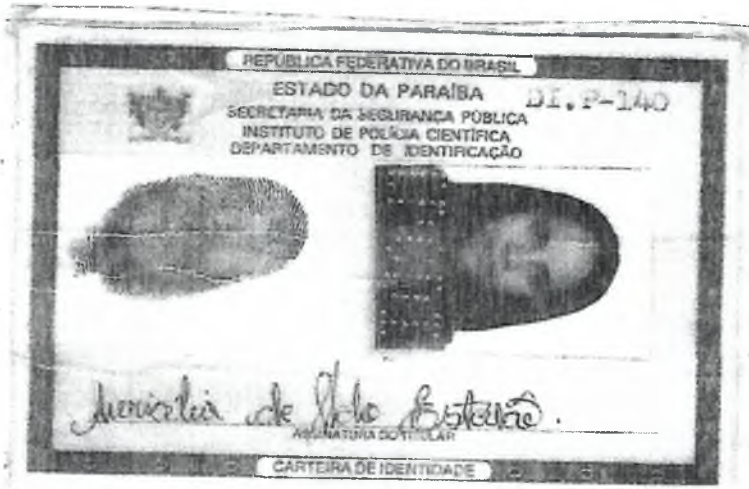 REPÚBLICA FEDERATIVA DO BRASIL
ESTADO DA PARAÍBA DI.P-140
SECRETARIA DA SEGURANÇA PÚBLICA
INSTITUTO DE POLÍCIA CIENTÍFICA
DEPARTAMENTO DE IDENTIFICAÇÃO
de
ASSINATURA DO TITULAR
CARTEIRA DE IDENTIDADE